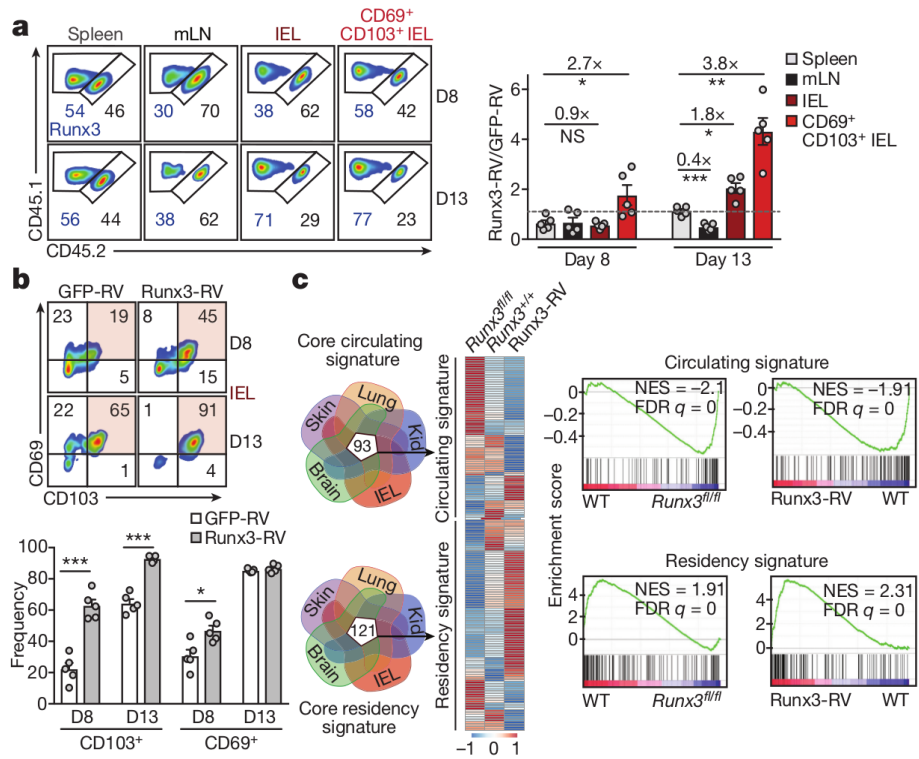 a
Spleen
mLN
IEL
CD69+
CD103+ IEL
54 46
30 70
38 62
58 42
Runx3
D8
56 44
38 62
71 29
77 23
D13
CD45.1
CD45.2
Runx3-RV/GFP-RV
6
4
2
0
2.7×
*
0.9×
NS
3.8×
**
1.8×
*
0.4×
***
Day 8
Day 13
Spleen
mLN
IEL
CD69+
CD103+ IEL
b
GFP-RV
Runx3-RV
23 19
5
8 45
15
D8
IEL
22 65
1
1 91
4
D13
CD69
CD103
GFP-RV
Runx3-RV
Frequency
100
80
60
40
20
0
***
***
*
D8
D13
D8
D13
CD103+
CD69+
c
Core circulating
signature
Lung
Skin
Kid
93
Brain
IEL
Lung
Skin
Kid
121
Brain
IEL
Core residency
signature
Runx3fl/fl
Runx3+/+
Runx3-RV
Circulating signature
Residency signature
−1 0 1
Enrichment score
Circulating signature
0
−0.2
−0.4
NES = −2.1
FDR q = 0
WT
Runx3fl/fl
0
−0.2
−0.4
NES = −1.91
FDR q = 0
Runx3-RV
WT
Residency signature
4
2
0
NES = 1.91
FDR q = 0
WT
Runx3fl/fl
4
2
0
NES = 2.31
FDR q = 0
Runx3-RV
WT